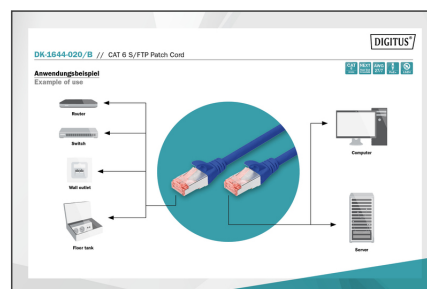 DIGITUS®
DK-1644-020/B // CAT 6 S/FTP Patch Cord
Anwendungsbeispiel
Example of use
Router
Switch
Wall outlet
Floor tank
Computer
Server